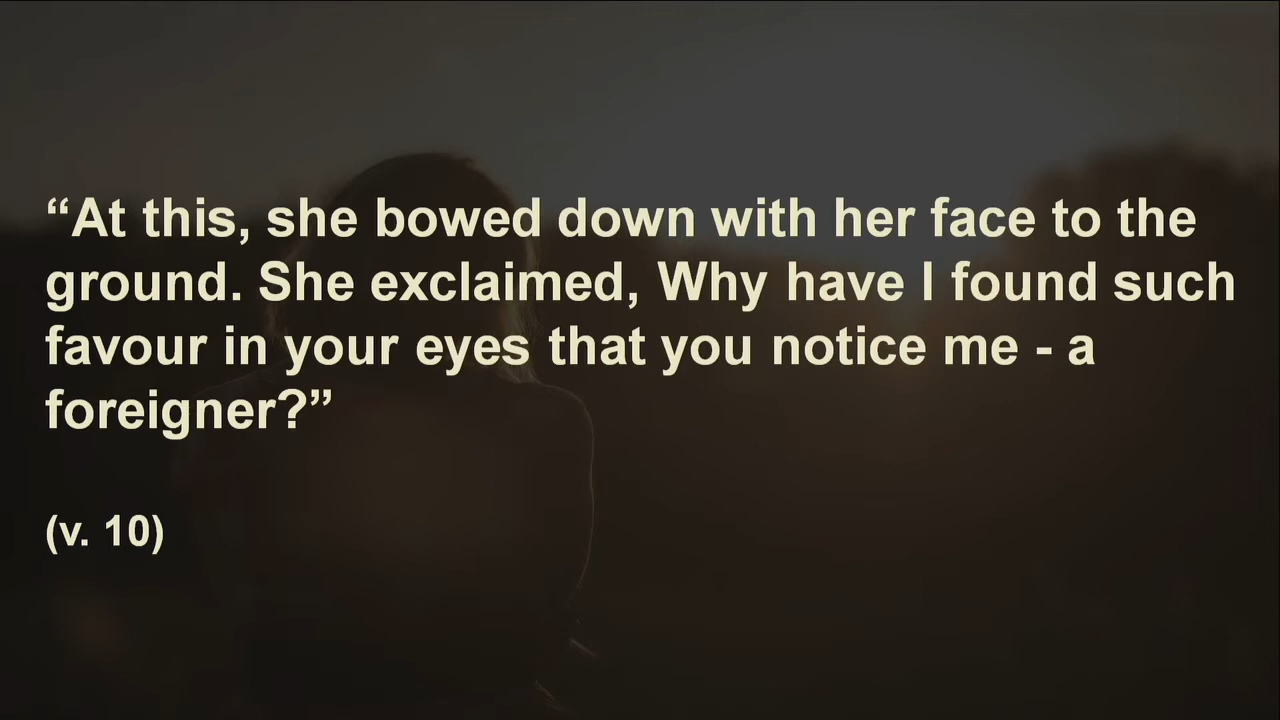 “At this, she bowed down with her face to the
ground. She exclaimed, Why have I found such
favour in your eyes that you notice me - a
foreigner?”
(v. 10)